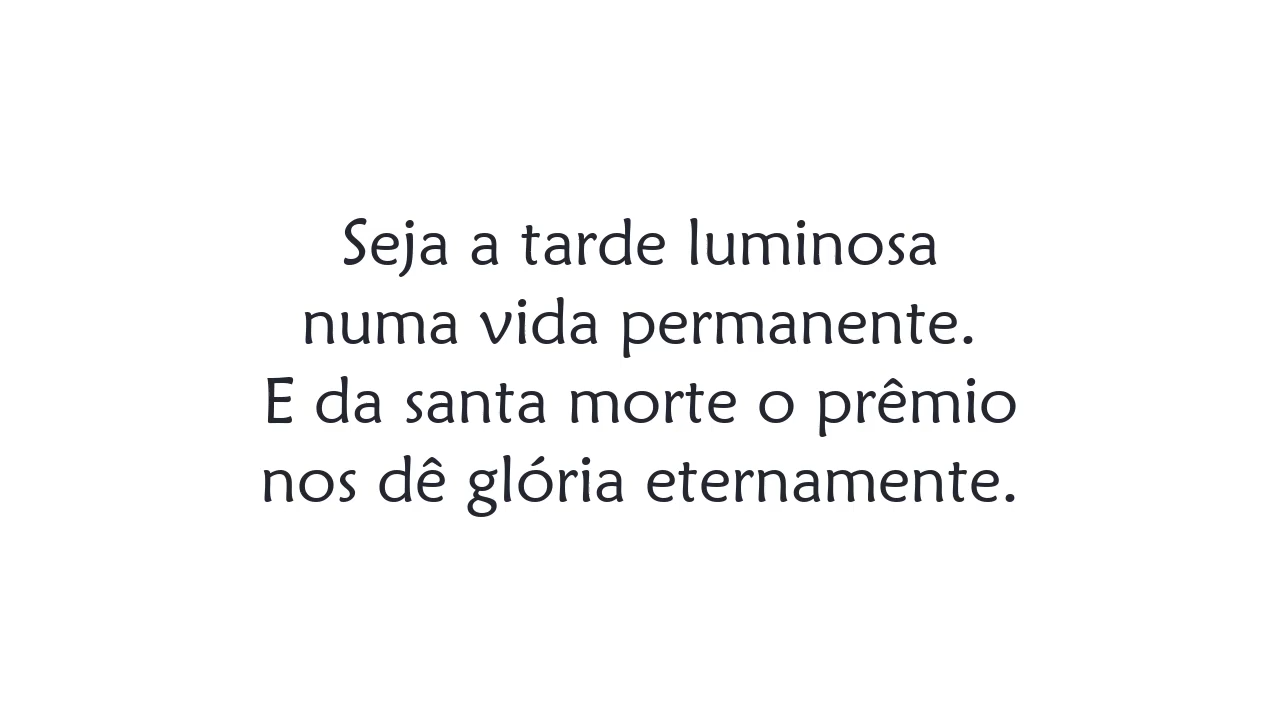 Seja a tarde luminosa
numa vida permanente.
E da santa morte o prêmio
nos dê glória eternamente.